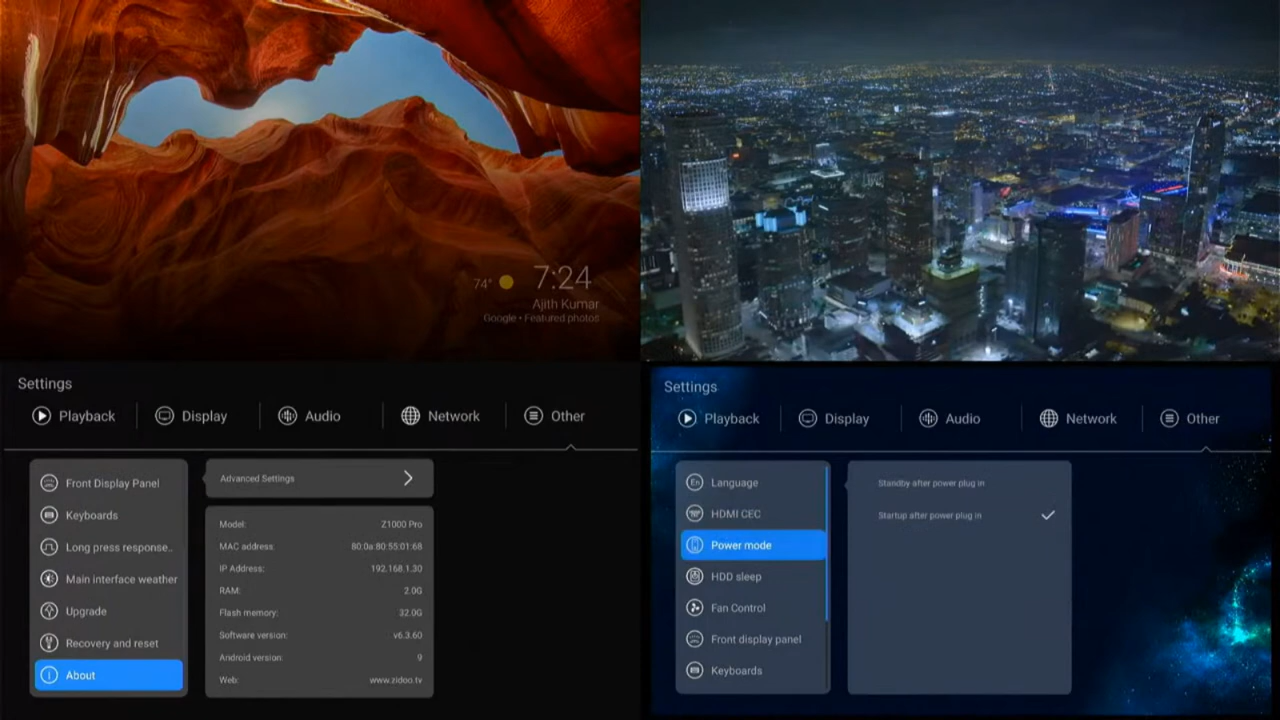 74° 7:24
Ajith Kumar
Google • Featured photos
Settings
Playback Display Audio Network Other
Front Display Panel
Keyboards
Long press response..
Main interface weather
Upgrade
Recovery and reset
About
Advanced Settings
Model: Z1000 Pro
MAC address: 80:0a:80:55:01:68
IP Address: 192.168.1.30
RAM: 2.0G
Flash memory: 32.0G
Software version: v6.3.60
Android version: 9
Web: www.zidoo.tv
Settings
Playback Display Audio Network Other
En Language
HDMI CEC
Power mode
HDD sleep
Fan Control
Front display panel
Keyboards
Standby after power plug in
Startup after power plug in